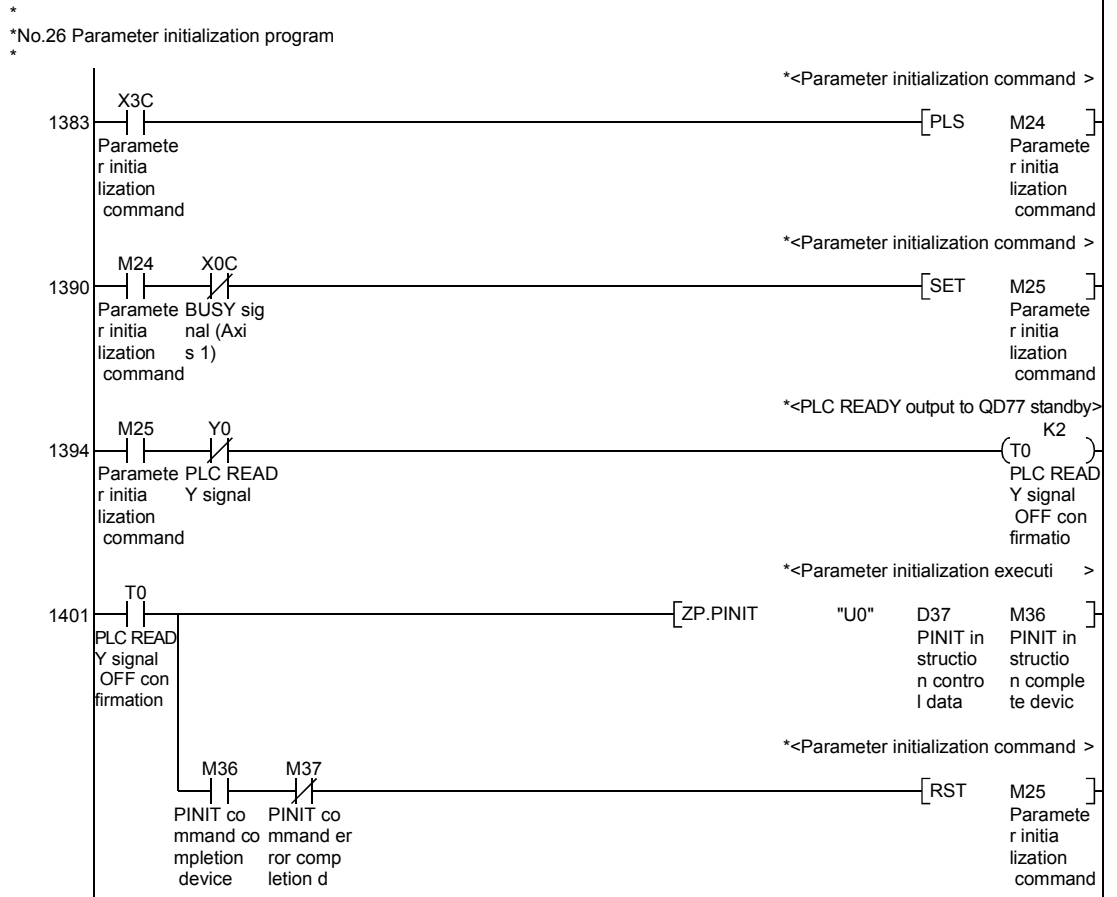 *
*No.26 Parameter initialization program
*
*<Parameter initialization command >
X3C
1383
[PLS M24 ]
Paramete
r initia
lization
command
Paramete
r initia
lization
command
*<Parameter initialization command >
M24 X0C
1390
[SET M25 ]
Paramete
r initia
lization
command
BUSY sig
nal (Axi
s 1)
Paramete
r initia
lization
command
*<PLC READY output to QD77 standby>
M25 Y0 K2
1394
(T0 )
Paramete
r initia
lization
command
PLC READ
Y signal
PLC READ
Y signal
OFF con
firmatio
*<Parameter initialization executi >
T0
1401
[ZP.PINIT "U0" D37 M36 ]
PLC READ
Y signal
OFF con
firmation
PINIT in
structio
n contro
l data
PINIT in
structio
n comple
te devic
*<Parameter initialization command >
M36 M37
[RST M25 ]
PINIT co
mmand co
mpletion
device
PINIT co
mmand er
ror comp
letion d
Paramete
r initia
lization
command